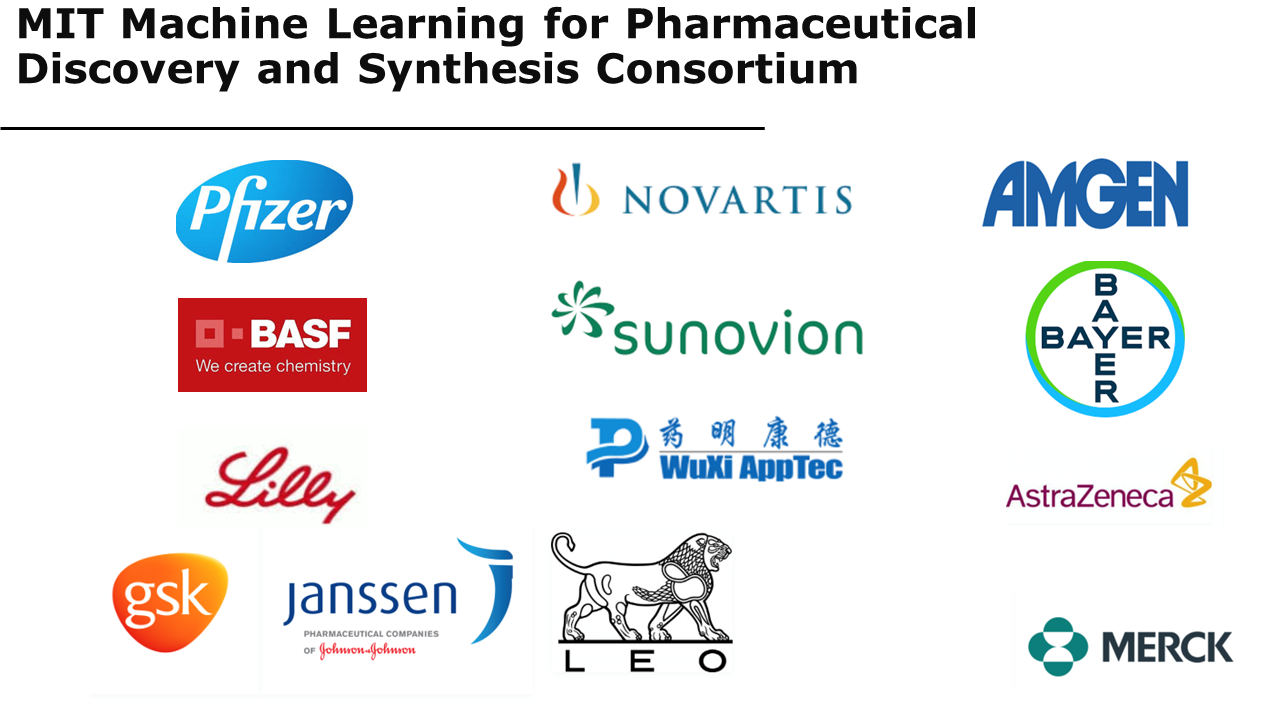 MIT Machine Learning for Pharmaceutical
Discovery and Synthesis Consortium
Pfizer
NOVARTIS
AMGEN
BASF
We create chemistry
sunovion
BAYER
BAYER
Lilly
药明康德
WuXi AppTec
AstraZeneca
gsk
janssen
PHARMACEUTICAL COMPANIES
OF Johnson&Johnson
LEO
MERCK